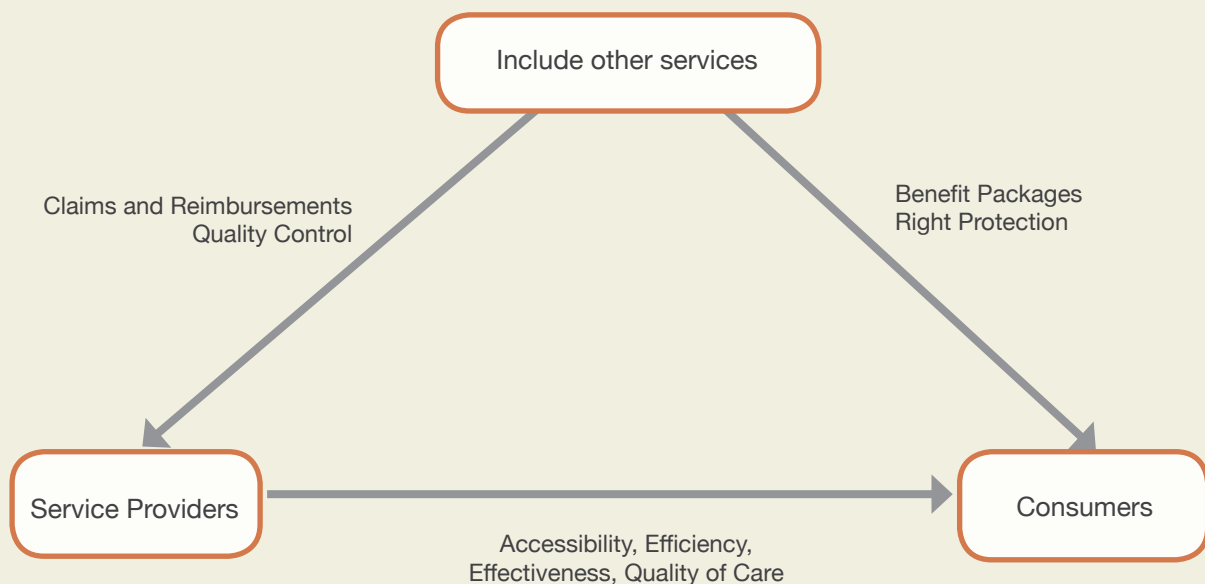 Include other services
Claims and Reimbursements
Quality Control
Benefit Packages
Right Protection
Service Providers
Consumers
Accessibility, Efficiency,
Effectiveness, Quality of Care